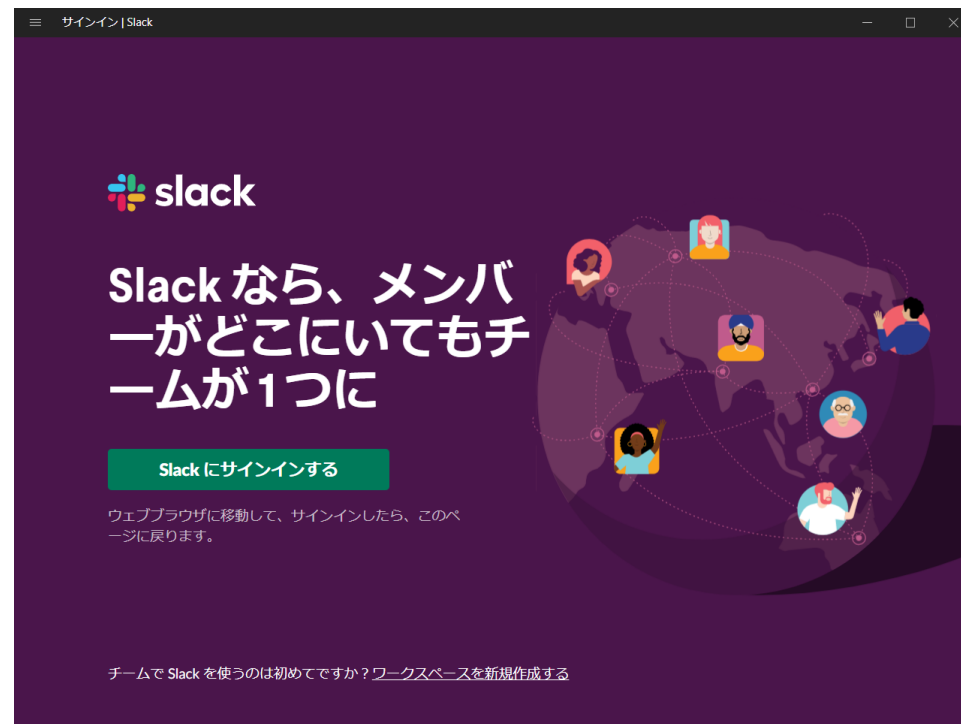 サインイン | Slack
slack
Slack なら、メンバ
ーがどこにいてもチ
ームが 1 つに
Slack にサインインする
ウェブブラウザに移動して、サインインしたら、このペ
ージに戻ります。
チームで Slack を使うのは初めてですか？ワークスペースを新規作成する